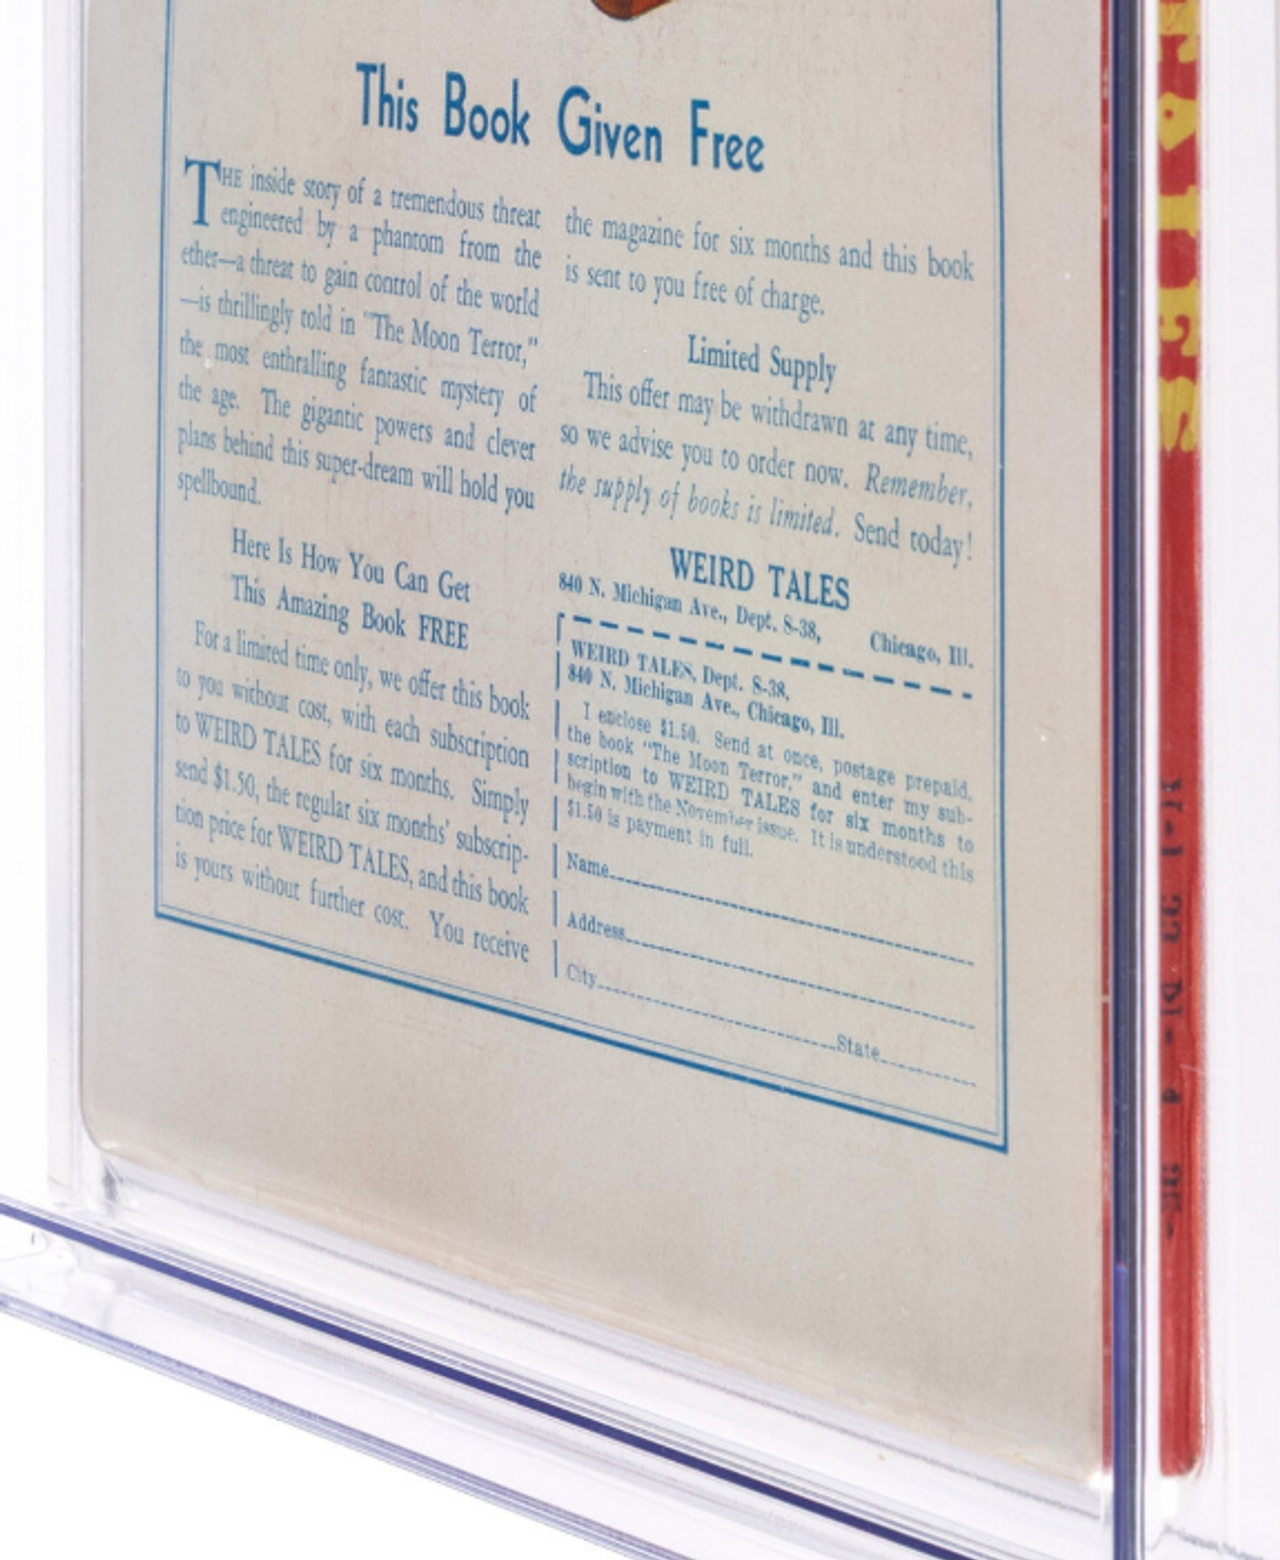 This Book Given Free
THE inside story of a tremendous threat
engineered by a phantom from the
ether—a threat to gain control of the world
—is thrillingly told in "The Moon Terror,"
the most enthralling fantastic mystery of
the age. The gigantic powers and clever
plans behind this super-dream will hold you
spellbound.
Here Is How You Can Get
This Amazing Book FREE
For a limited time only, we offer this book
to you without cost, with each subscription
to WEIRD TALES for six months. Simply
send $1.50, the regular six months' subscrip-
tion price for WEIRD TALES, and this book
is yours without further cost. You receive
the magazine for six months and this book
is sent to you free of charge.
Limited Supply
This offer may be withdrawn at any time,
so we advise you to order now. Remember,
the supply of books is limited. Send today!
WEIRD TALES
840 N. Michigan Ave., Dept. S-38, Chicago, Ill.
WEIRD TALES, Dept. S-38,
840 N. Michigan Ave., Chicago, Ill.
I enclose $1.50. Send at once, postage prepaid,
the book "The Moon Terror," and enter my sub-
scription to WEIRD TALES for six months to
begin with the November issue. It is understood this
$1.50 is payment in full.
Name
Address
City State
TALES